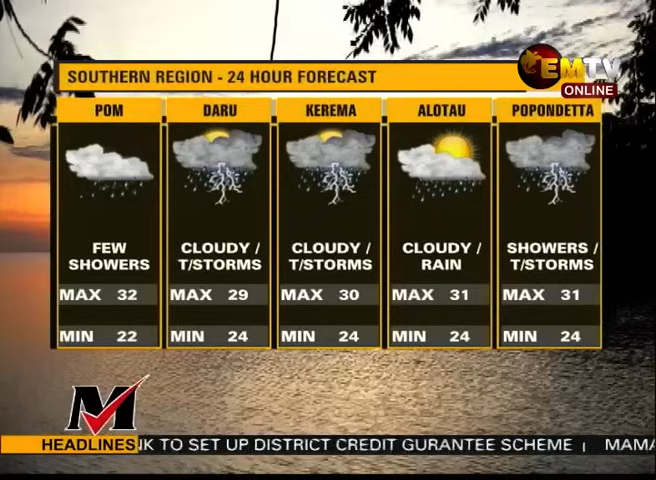 SOUTHERN REGION - 24 HOUR FORECAST
EMTV
ONLINE
POM
DARU
KEREMA
ALOTAU
POPONDETTA
FEW
SHOWERS
CLOUDY /
T/STORMS
CLOUDY /
T/STORMS
CLOUDY /
RAIN
SHOWERS /
T/STORMS
MAX 32
MAX 29
MAX 30
MAX 31
MAX 31
MIN 22
MIN 24
MIN 24
MIN 24
MIN 24
M
HEADLINES
TO SET UP DISTRICT CREDIT GURANTEE SCHEME | MAMA